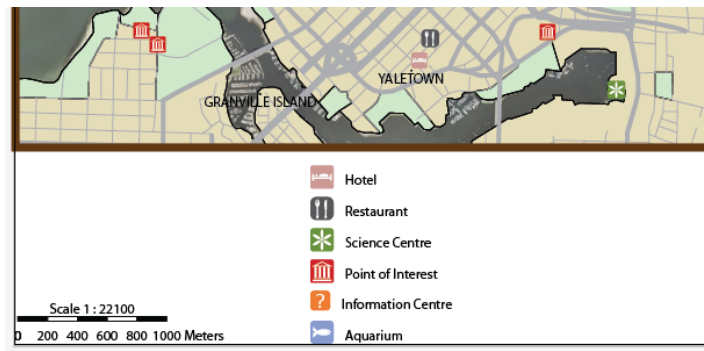 YALETOWN
GRANVILLE ISLAND
Hotel
Restaurant
Science Centre
Point of Interest
Scale 1 : 22100
? Information Centre
0 200 400 600 800 1000 Meters
Aquarium